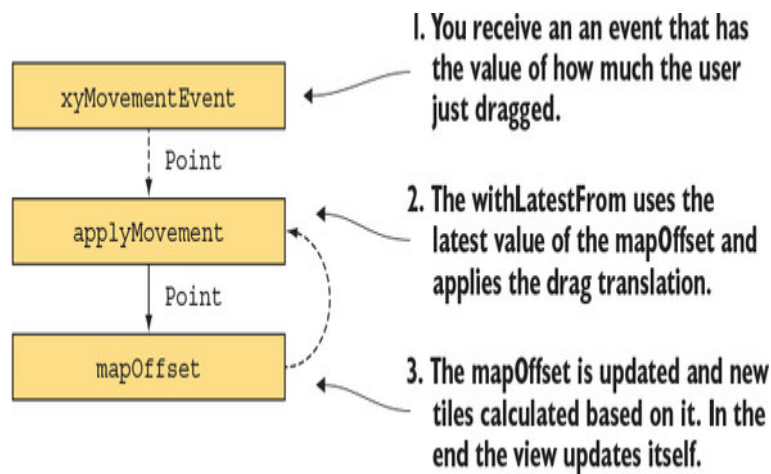 1. You receive an an event that has
the value of how much the user
just dragged.
xyMovementEvent
Point
2. The withLatestFrom uses the
latest value of the mapOffset and
applies the drag translation.
applyMovement
Point
3. The mapOffset is updated and new
tiles calculated based on it. In the
end the view updates itself.
mapOffset